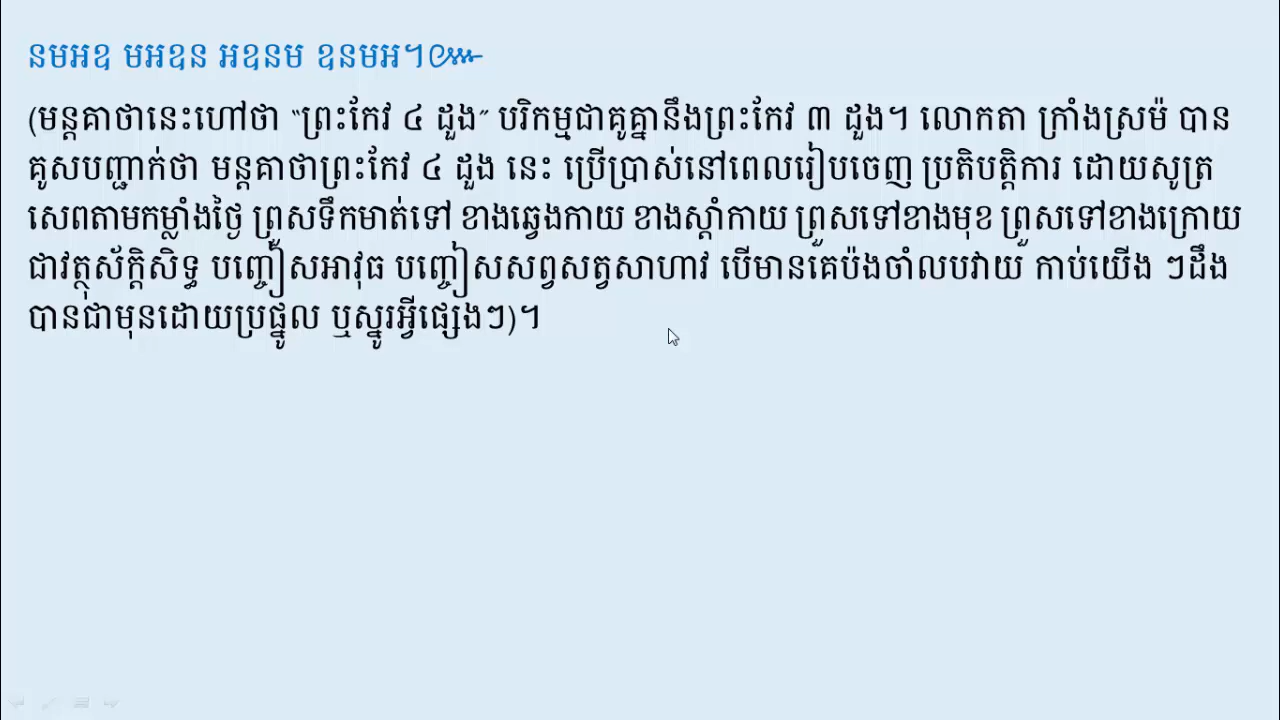 នមអឧ មអឧន អឧនម ឧនមអ។៚
(មន្តគាថានេះហៅថា “ព្រះកែវ ៤ ដួង” បរិកម្មជាគូគ្នានឹងព្រះកែវ ៣ ដួង។ លោកតា ក្រាំងស្រម៉ បាន
គូសបញ្ជាក់ថា មន្តគាថាព្រះកែវ ៤ ដួង នេះ ប្រើប្រាស់នៅពេលរៀបចេញ ប្រតិបត្តិការ ដោយសូត្រ
សេពតាមកម្លាំងថ្ងៃ ព្រួសទឹកមាត់ទៅ ខាងឆ្វេងកាយ ខាងស្ដាំកាយ ព្រួសទៅខាងមុខ ព្រួសទៅខាងក្រោយ
ជាវត្ថុស័ក្តិសិទ្ធ បញ្ចៀសអាវុធ បញ្ចៀសសព្វសត្វសាហាវ បើមានគេប៉ងចាំលបវាយ កាប់យើង ៗដឹង
បានជាមុនដោយប្រផ្នូល ឬស្នូរអ្វីផ្សេងៗ)។